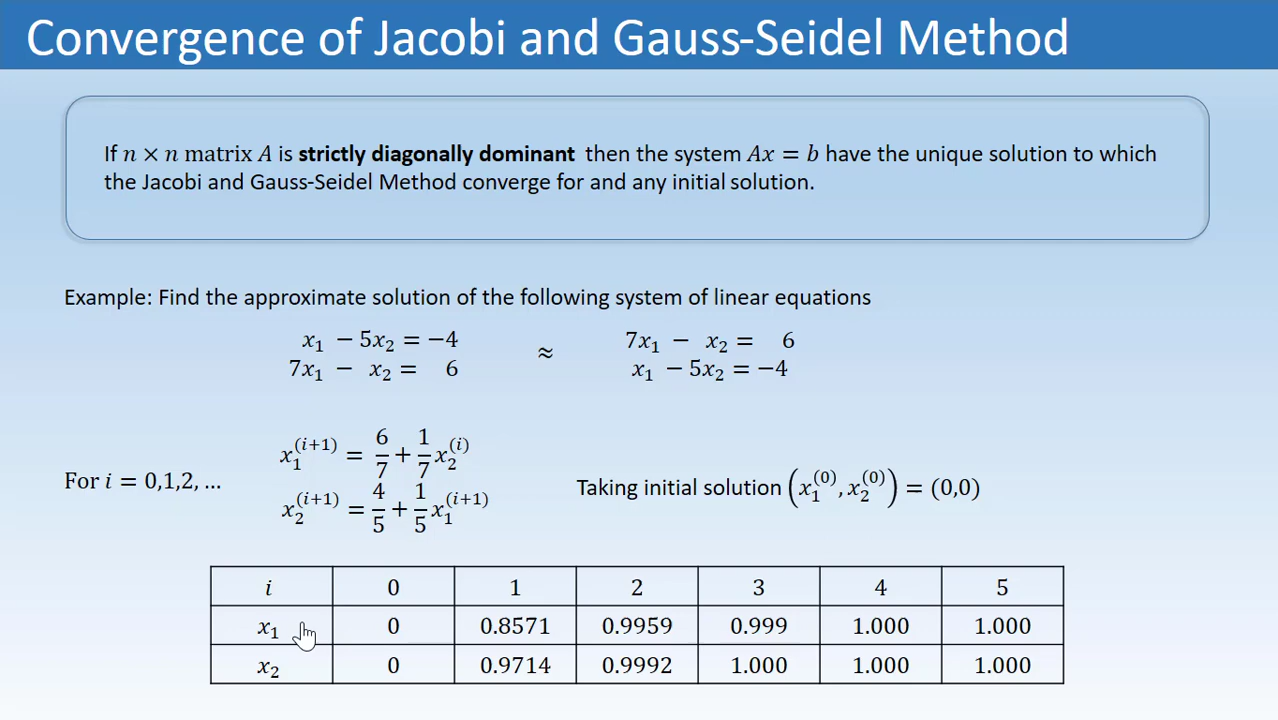 Convergence of Jacobi and Gauss-Seidel Method
If n × n matrix A is strictly diagonally dominant then the system Ax = b have the unique solution to which
the Jacobi and Gauss-Seidel Method converge for and any initial solution.
Example: Find the approximate solution of the following system of linear equations
x₁ − 5x₂ = −4 ≈ 7x₁ − x₂ = 6
7x₁ − x₂ = 6 x₁ − 5x₂ = −4
For i = 0,1,2, …
x₁^(i+1) = 6/7 + 1/7 x₂^(i)
x₂^(i+1) = 4/5 + 1/5 x₁^(i+1)
Taking initial solution (x₁^(0), x₂^(0)) = (0,0)
i 0 1 2 3 4 5
x₁ 0 0.8571 0.9959 0.999 1.000 1.000
x₂ 0 0.9714 0.9992 1.000 1.000 1.000